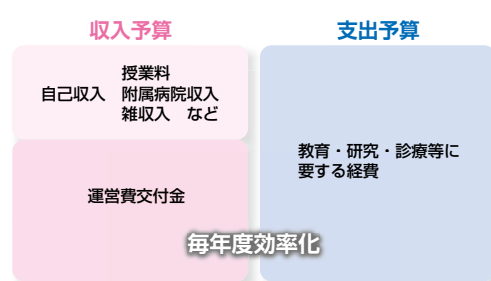 収入予算
支出予算
授業料
自己収入 附属病院収入
雑収入 など
運営費交付金
教育・研究・診療等に
要する経費
毎年度効率化